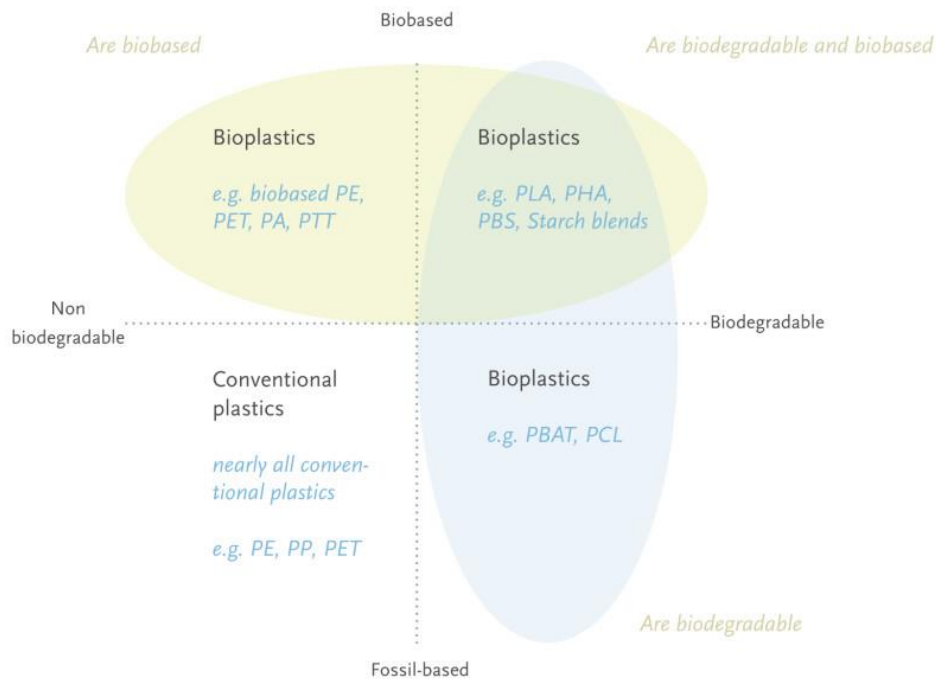 Biobased
Are biobased
Are biodegradable and biobased
Bioplastics
e.g. biobased PE,
PET, PA, PTT
Bioplastics
e.g. PLA, PHA,
PBS, Starch blends
Non
biodegradable
Biodegradable
Conventional
plastics
nearly all conven-
tional plastics
e.g. PE, PP, PET
Bioplastics
e.g. PBAT, PCL
Are biodegradable
Fossil-based